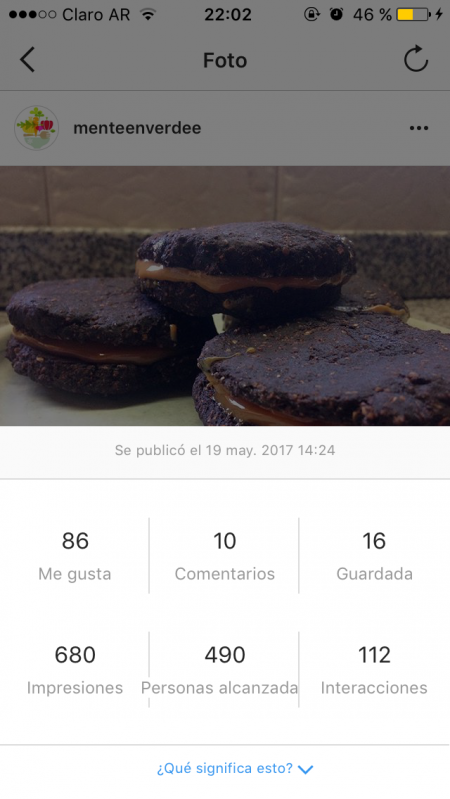 Claro AR 22:02 46 %
Foto
menteenverdee
Se publicó el 19 may. 2017 14:24
86 10 16
Me gusta Comentarios Guardada
680 490 112
Impresiones Personas alcanzada Interacciones
¿Qué significa esto?